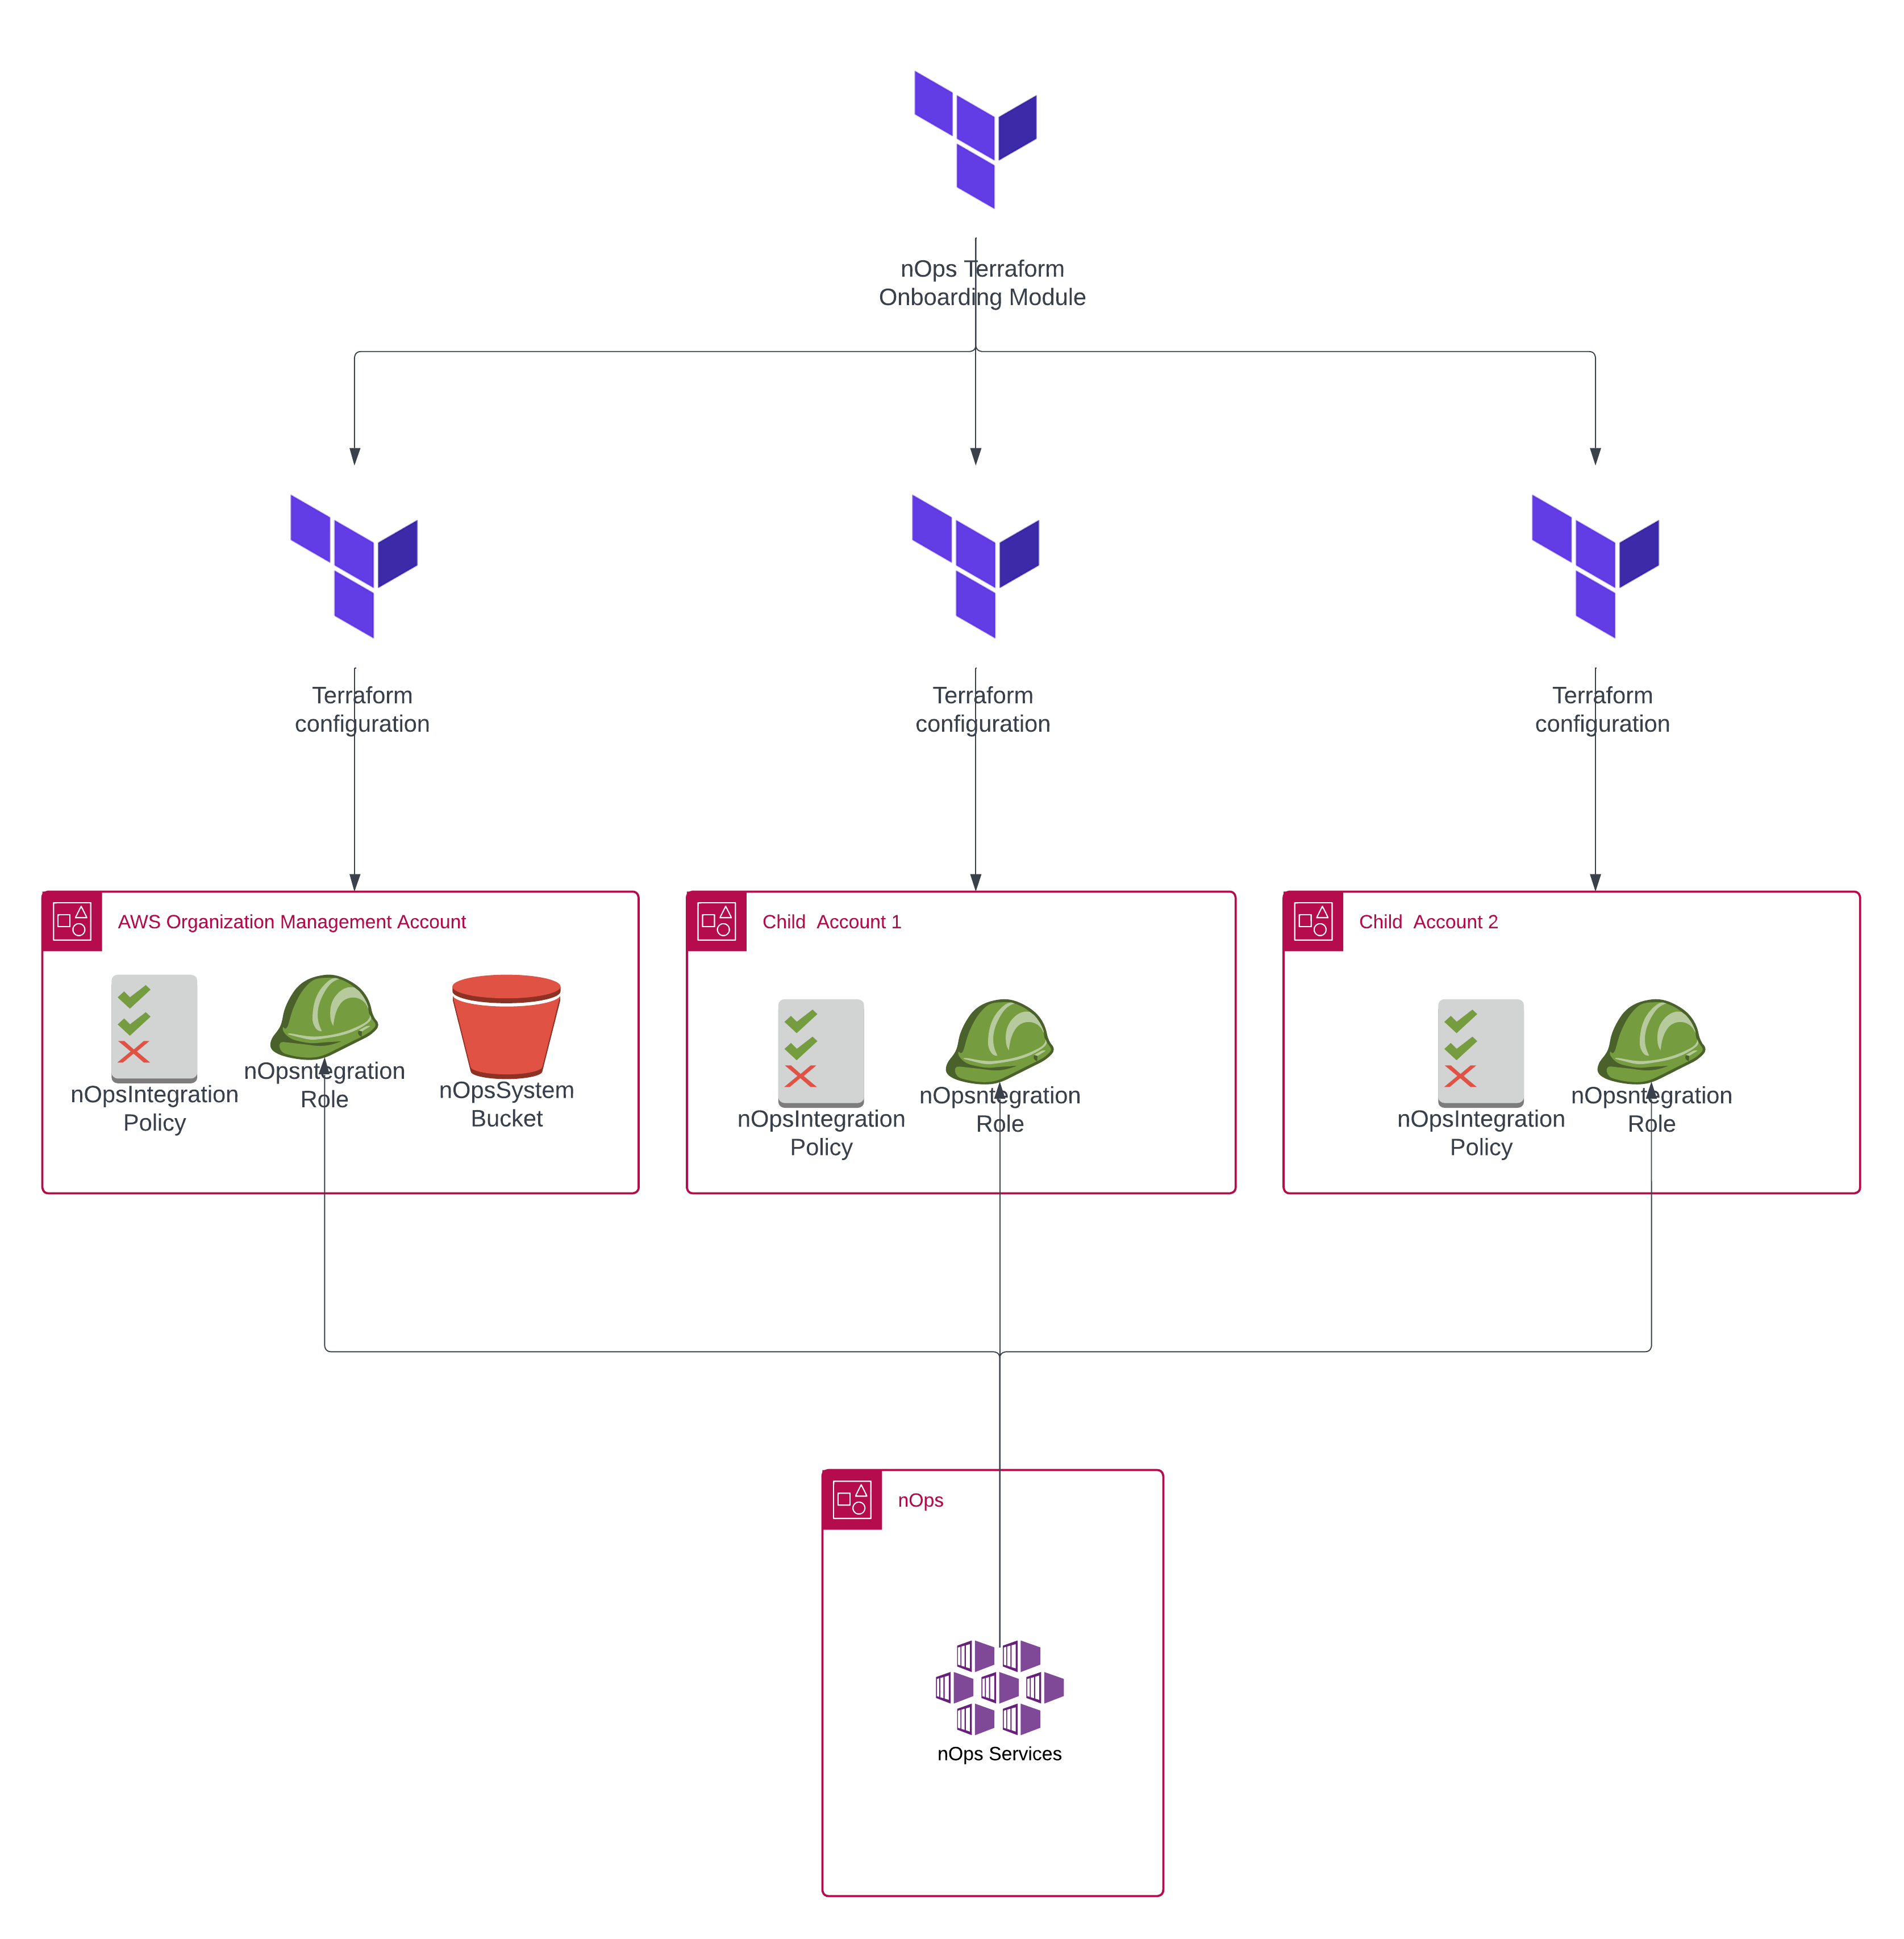 nOps Terraform
Onboarding Module
Terraform
configuration
Terraform
configuration
Terraform
configuration
AWS Organization Management Account
nOpsIntegration
Policy
nOpsntegration
Role
nOpsSystem
Bucket
Child  Account 1
nOpsIntegration
Policy
nOpsntegration
Role
Child  Account 2
nOpsIntegration
Policy
nOpsntegration
Role
nOps
nOps Services